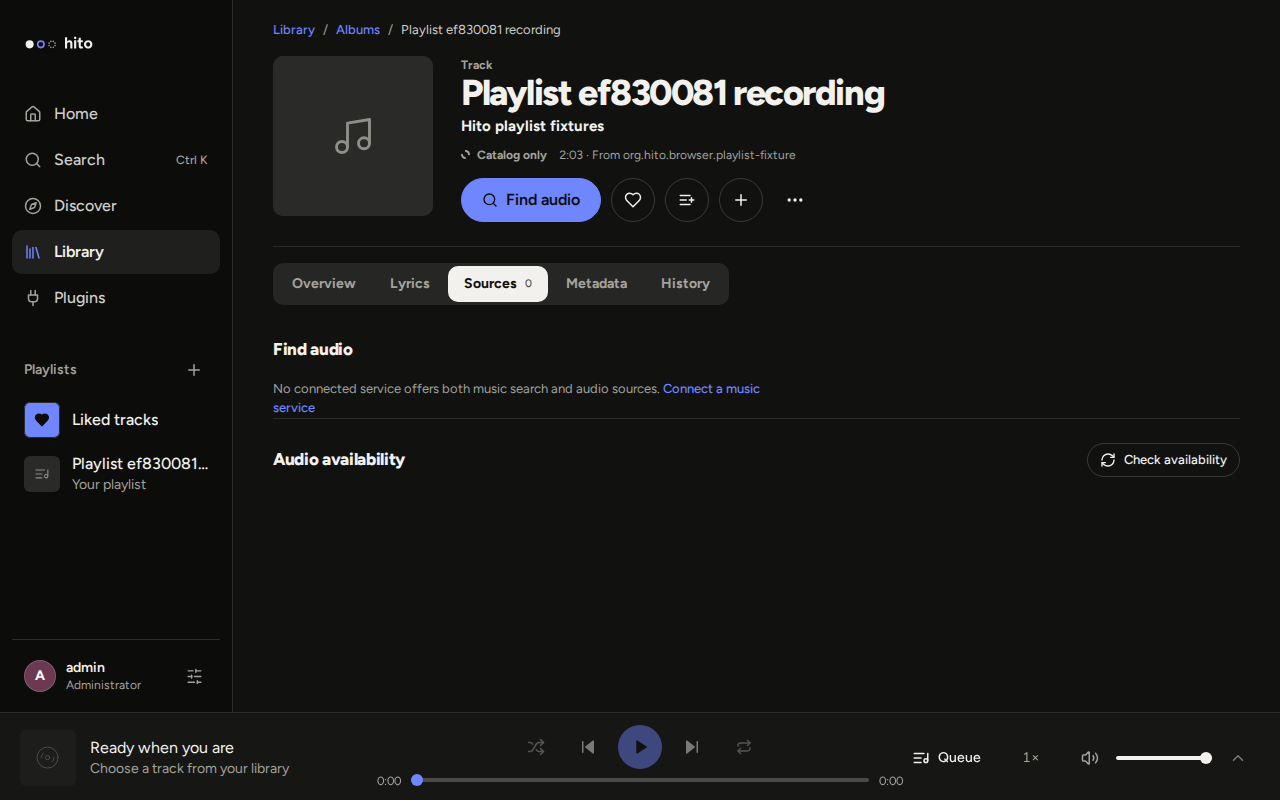 hito
Home
Search Ctrl K
Discover
Library
Plugins
Playlists
Liked tracks
Playlist ef830081...
Your playlist
A
admin
Administrator
Library / Albums / Playlist ef830081 recording
Track
Playlist ef830081 recording
Hito playlist fixtures
Catalog only 2:03 · From org.hito.browser.playlist-fixture
Find audio
Overview Lyrics Sources 0 Metadata History
Find audio
No connected service offers both music search and audio sources. Connect a music
service
Audio availability
Check availability
Ready when you are
Choose a track from your library
0:00
0:00
Queue
1×